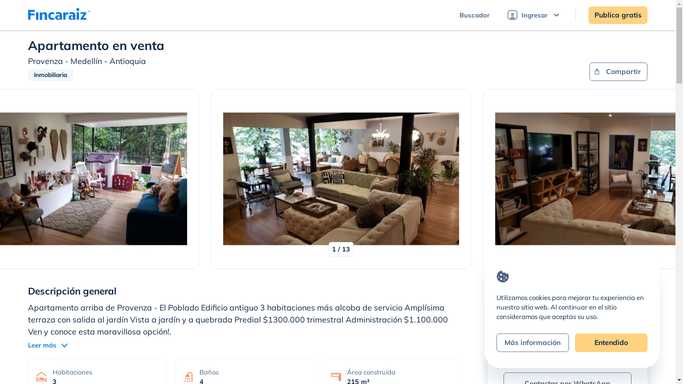 Fincaraiz
Buscador
Ingresar
Publica gratis
Apartamento en venta
Provenza - Medellín - Antioquia
Inmobiliaria
Compartir
1 / 13
Descripción general
Apartamento arriba de Provenza - El Poblado Edificio antiguo 3 habitaciones más alcoba de servicio Amplísima
terraza con salida al jardín Vista a jardín y a quebrada Predial $1300.000 trimestral Administración $1.100.000
Ven y conoce esta maravillosa opción!.
Leer más
Habitaciones
3
Baños
4
Área construida
215 m²
Utilizamos cookies para mejorar tu experiencia en
nuestro sitio web. Al continuar en el sitio
consideramos que aceptas su uso.
Más información
Entendido
Contactar por WhatsApp